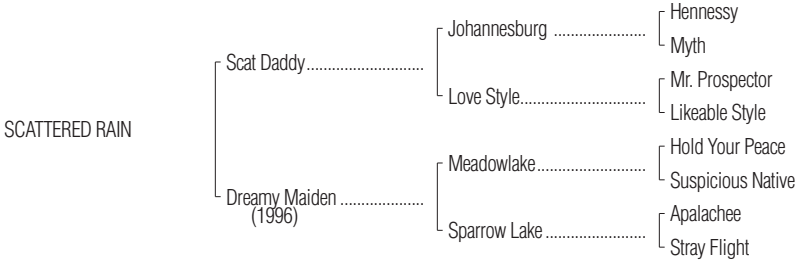 Hennessy
Johannesburg ......................
Myth
Scat Daddy............................
Mr. Prospector
Love Style..............................
Likeable Style
SCATTERED RAIN
Hold Your Peace
Meadowlake..........................
Suspicious Native
Dreamy Maiden ....................
(1996)
Apalachee
Sparrow Lake ........................
Stray Flight